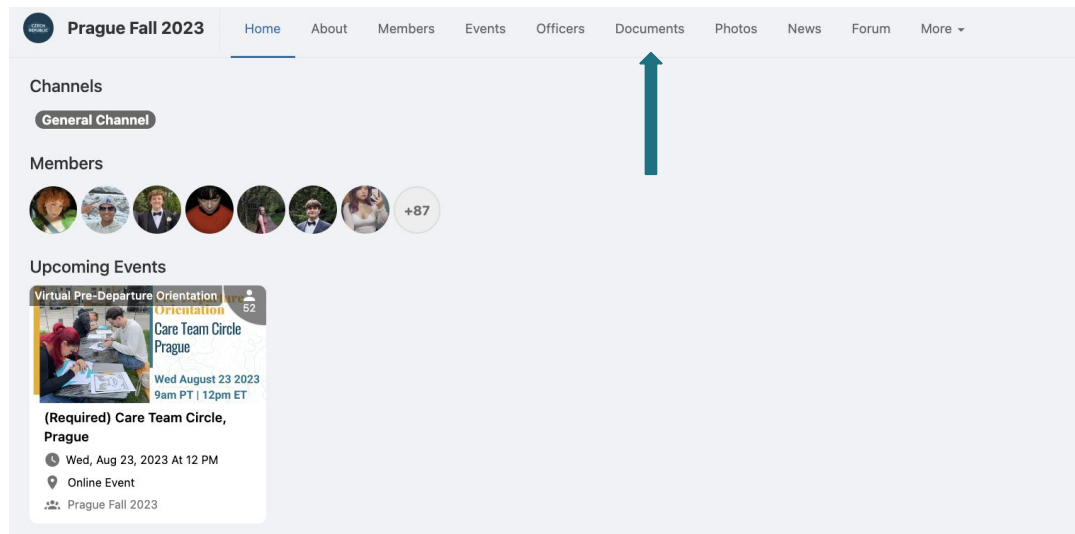 CZECH
REPUBLIC
Prague Fall 2023
Home About Members Events Officers Documents Photos News Forum More
Channels
General Channel
Members
+87
Upcoming Events
Virtual Pre-Departure Orientation
52
Orientation
Care Team Circle
Prague
Wed August 23 2023
9am PT | 12pm ET
(Required) Care Team Circle,
Prague
Wed, Aug 23, 2023 At 12 PM
Online Event
Prague Fall 2023